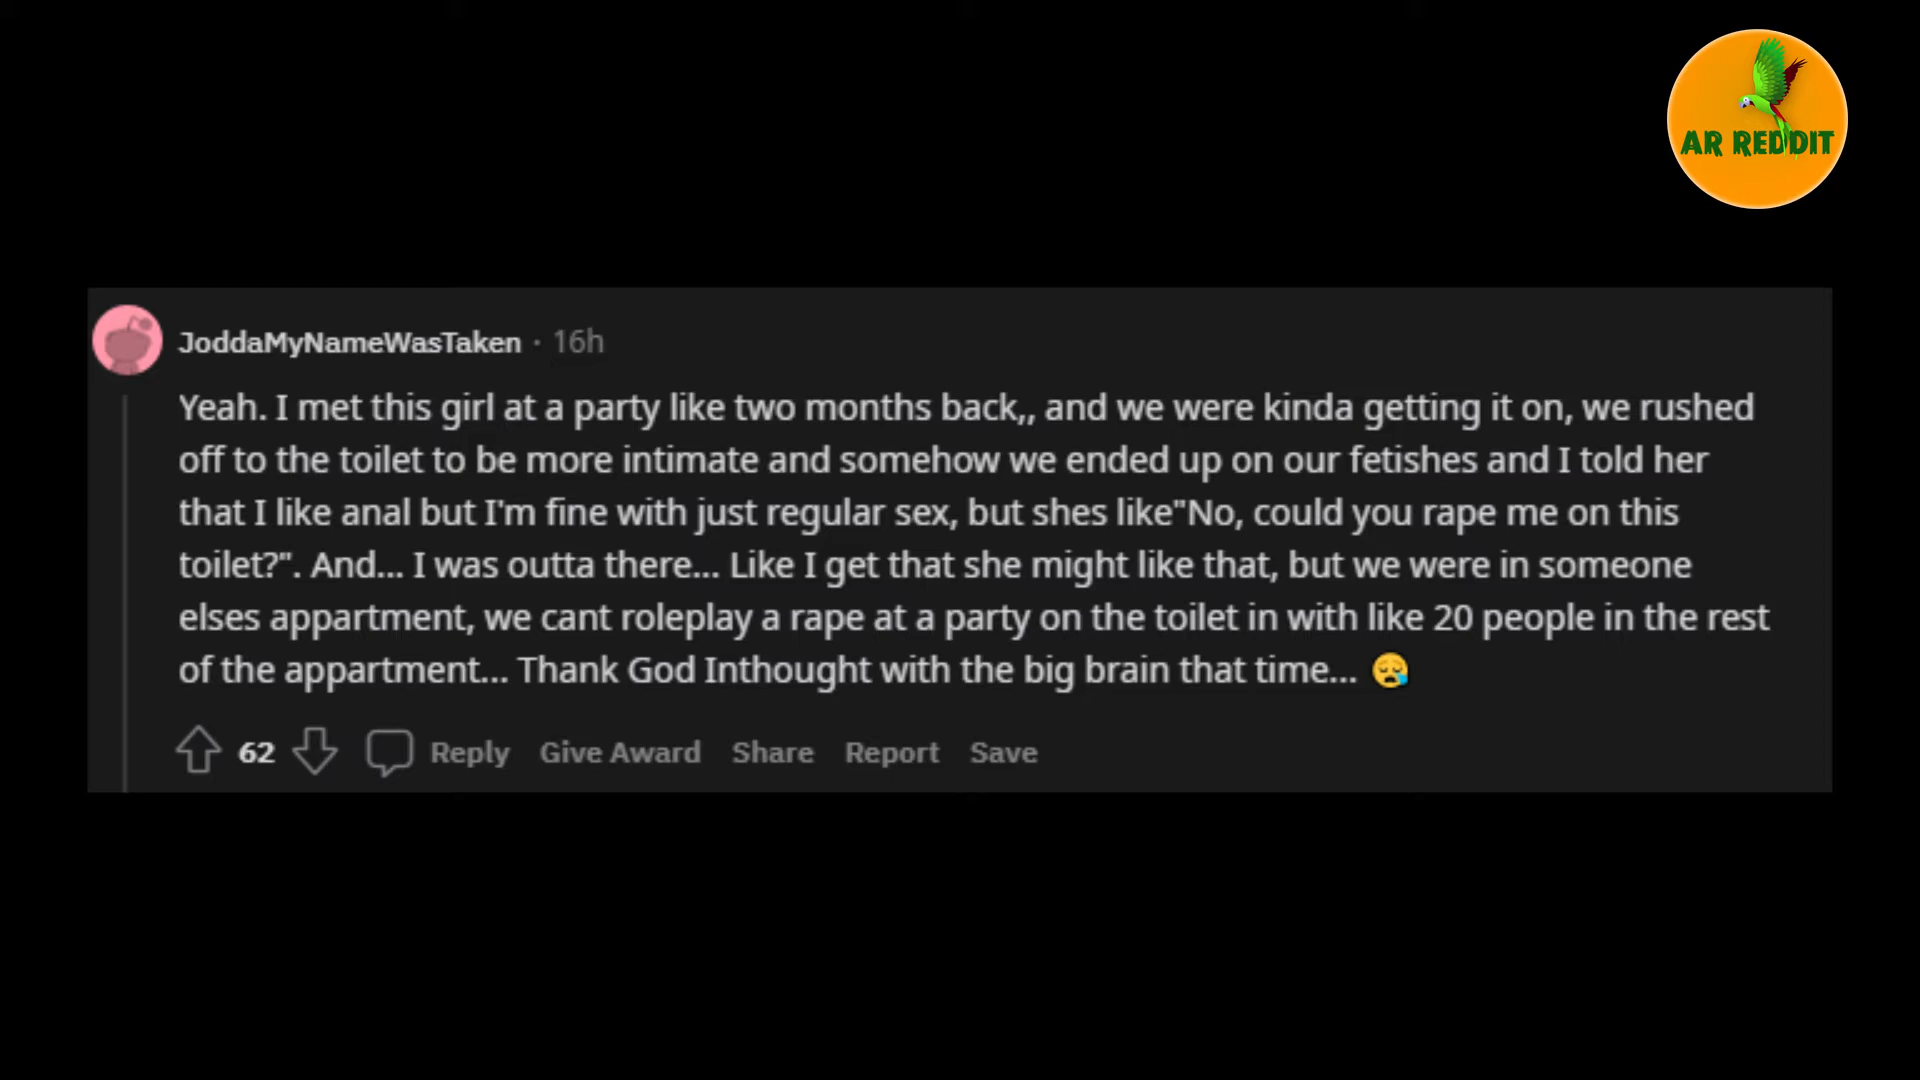 AR REDDIT
JoddaMyNameWasTaken · 16h
Yeah. I met this girl at a party like two months back,, and we were kinda getting it on, we rushed
off to the toilet to be more intimate and somehow we ended up on our fetishes and I told her
that I like anal but I'm fine with just regular sex, but shes like"No, could you rape me on this
toilet?". And... I was outta there... Like I get that she might like that, but we were in someone
elses appartment, we cant roleplay a rape at a party on the toilet in with like 20 people in the rest
of the appartment... Thank God Inthought with the big brain that time... 😪
62 Reply Give Award Share Report Save